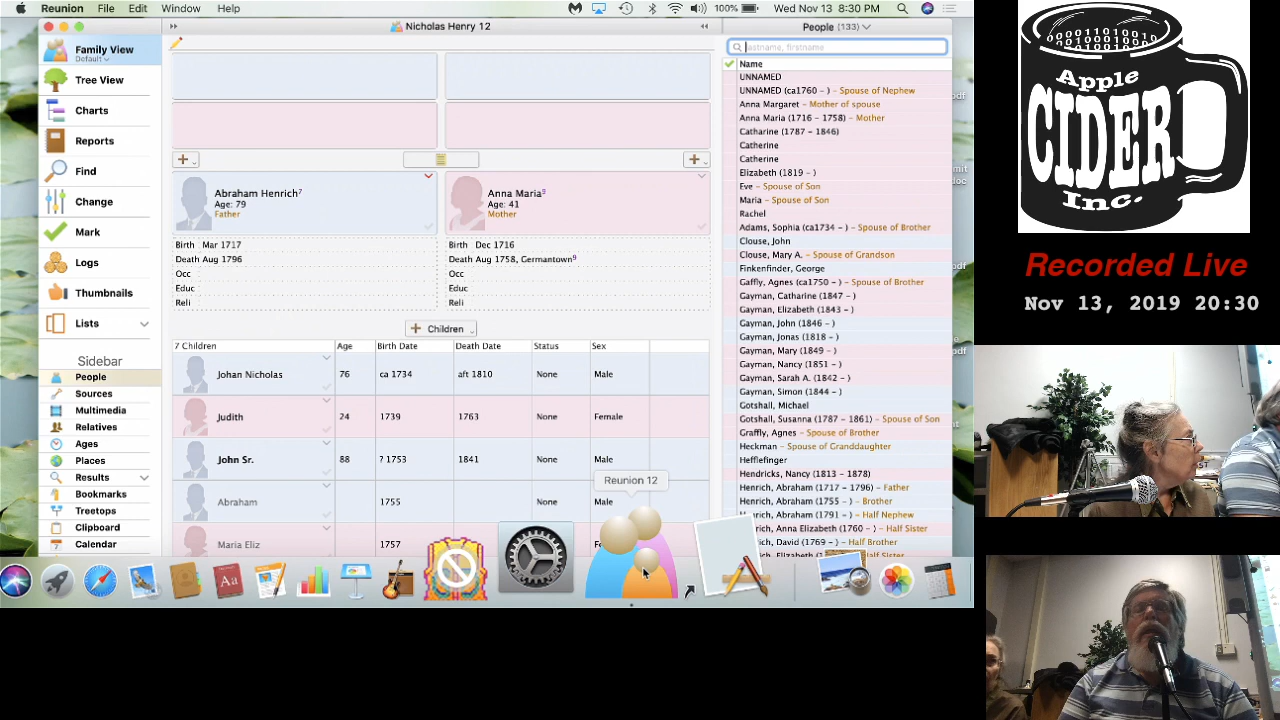 Reunion File Edit Window Help 100% Wed Nov 13 8:30 PM
Nicholas Henry 12
People (133)
Family View
Default
Tree View
Charts
Reports
Find
Change
Mark
Logs
Thumbnails
Lists
Sidebar
People
Sources
Multimedia
Relatives
Ages
Places
Results
Bookmarks
Treetops
Clipboard
Calendar
Abraham Henrich7
Age: 79
Father
Anna Maria9
Age: 41
Mother
Birth Mar 1717
Death Aug 1796
Occ
Educ
Reli
Birth Dec 1716
Death Aug 1758, Germantown9
Occ
Educ
Reli
Children
7 Children Age Birth Date Death Date Status Sex
Johan Nicholas 76 ca 1734 aft 1810 None Male
Judith 24 1739 1763 None Female
John Sr. 88 ? 1753 1841 None Male
Abraham 1755 None Male
Maria Eliz 1757
Reunion 12
lastname, firstname
Name
UNNAMED
UNNAMED (ca1760 - ) - Spouse of Nephew
Anna Margaret - Mother of spouse
Anna Maria (1716 - 1758) - Mother
Catharine (1787 - 1846)
Catherine
Catherine
Elizabeth (1819 - )
Eve - Spouse of Son
Maria - Spouse of Son
Rachel
Adams, Sophia (ca1734 - ) - Spouse of Brother
Clouse, John
Clouse, Mary A. - Spouse of Grandson
Finkenfinder, George
Gaffly, Agnes (ca1750 - ) - Spouse of Brother
Gayman, Catharine (1847 - )
Gayman, Elizabeth (1843 - )
Gayman, John (1846 - )
Gayman, Jonas (1818 - )
Gayman, Mary (1849 - )
Gayman, Nancy (1851 - )
Gayman, Sarah A. (1842 - )
Gayman, Simon (1844 - )
Gotshall, Michael
Gotshall, Susanna (1787 - 1861) - Spouse of Son
Graffly, Agnes - Spouse of Brother
Heckman - Spouse of Granddaughter
Hefflefinger
Hendricks, Nancy (1813 - 1878)
Henrich, Abraham (1717 - 1796) - Father
Henrich, Abraham (1755 - ) - Brother
Henrich, Abraham (1791 - ) - Half Nephew
rich, Anna Elizabeth (1760 - ) - Half Sister
rich, David (1769 - ) - Half Brother
Half Sister
Aa
000011010
Apple
CIDER
Inc.
Recorded Live
Nov 13, 2019 20:30